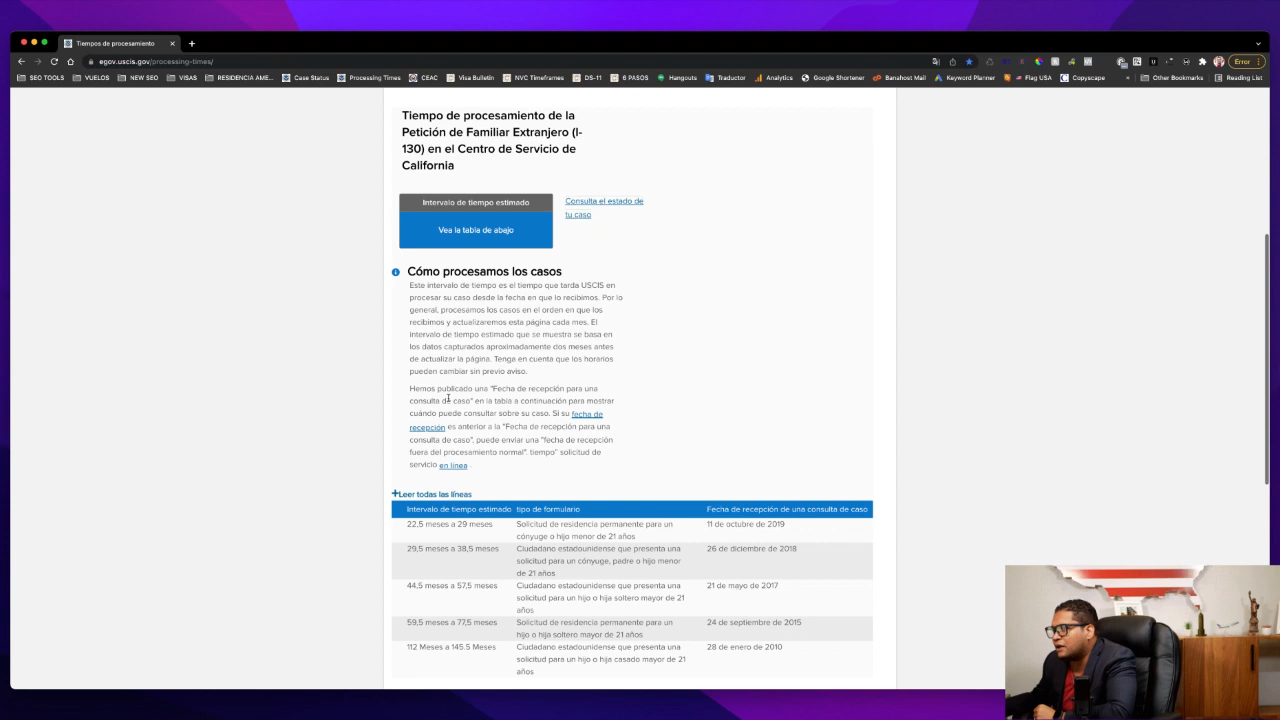 Tiempos de procesamiento
egov.uscis.gov/processing-times/
Error
SEO TOOLS VUELOS NEW SEO VISAS RESIDENCIA AME... Case Status Processing Times CEAC Visa Bulletin NYC Timeframes DS-11 6 PASOS Hangouts Traductor Analytics Google Shortener Banahost Mail Keyword Planner Flag USA Copyscape » Other Bookmarks Reading List
Tiempo de procesamiento de la
Petición de Familiar Extranjero (I-
130) en el Centro de Servicio de
California
Intervalo de tiempo estimado
Vea la tabla de abajo
Consulta el estado de
tu caso
Cómo procesamos los casos
Este intervalo de tiempo es el tiempo que tarda USCIS en
procesar su caso desde la fecha en que lo recibimos. Por lo
general, procesamos los casos en el orden en que los
recibimos y actualizaremos esta página cada mes. El
intervalo de tiempo estimado que se muestra se basa en
los datos capturados aproximadamente dos meses antes
de actualizar la página. Tenga en cuenta que los horarios
pueden cambiar sin previo aviso.
Hemos publicado una "Fecha de recepción para una
consulta de caso" en la tabla a continuación para mostrar
cuándo puede consultar sobre su caso. Si su fecha de
recepción es anterior a la "Fecha de recepción para una
consulta de caso", puede enviar una "fecha de recepción
fuera del procesamiento normal". tiempo" solicitud de
servicio en línea .
+Leer todas las líneas
Intervalo de tiempo estimado tipo de formulario Fecha de recepción de una consulta de caso
22,5 meses a 29 meses Solicitud de residencia permanente para un 11 de octubre de 2019
cónyuge o hijo menor de 21 años
29,5 meses a 38,5 meses Ciudadano estadounidense que presenta una 26 de diciembre de 2018
solicitud para un cónyuge, padre o hijo menor
de 21 años
44,5 meses a 57,5 meses Ciudadano estadounidense que presenta una 21 de mayo de 2017
solicitud para un hijo o hija soltero mayor de 21
años
59,5 meses a 77,5 meses Solicitud de residencia permanente para un 24 de septiembre de 2015
hijo o hija soltero mayor de 21 años
112 Meses a 145.5 Meses Ciudadano estadounidense que presenta una 28 de enero de 2010
solicitud para un hijo o hija casado mayor de 21
años